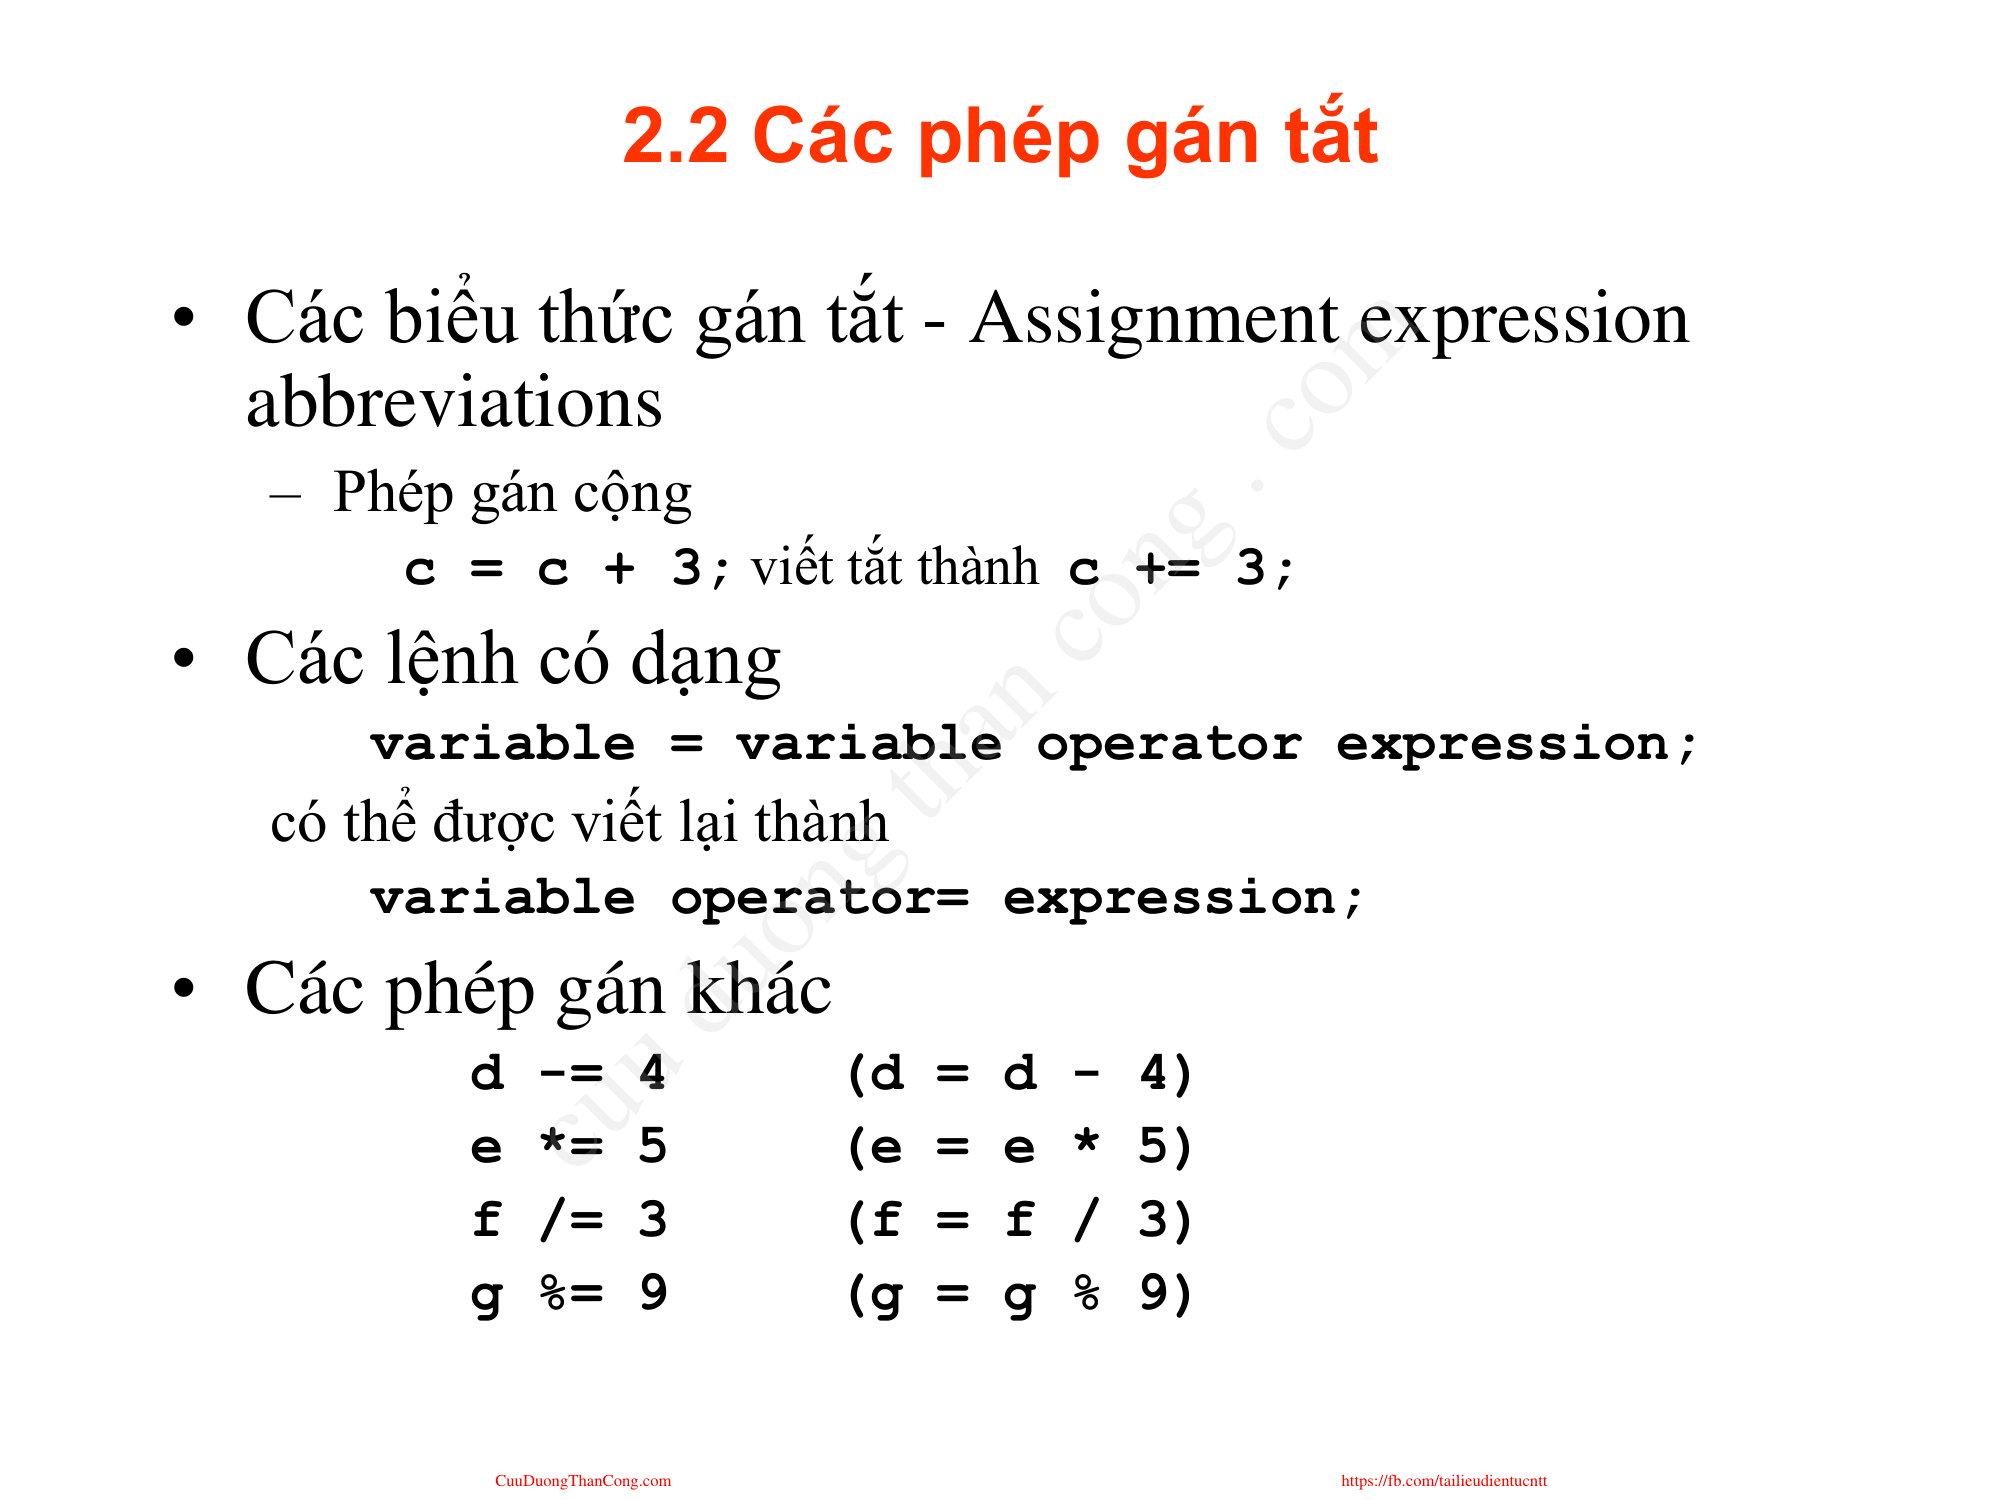 2.2 Các phép gán tắt
• Các biểu thức gán tắt - Assignment expression
abbreviations
– Phép gán cộng
c = c + 3; viết tắt thành c += 3;
• Các lệnh có dạng
variable = variable operator expression;
có thể được viết lại thành
variable operator= expression;
• Các phép gán khác
d -= 4 (d = d - 4)
e *= 5 (e = e * 5)
f /= 3 (f = f / 3)
g %= 9 (g = g % 9)
cuu duong than cong . com
CuuDuongThanCong.com https://fb.com/tailieudientucntt